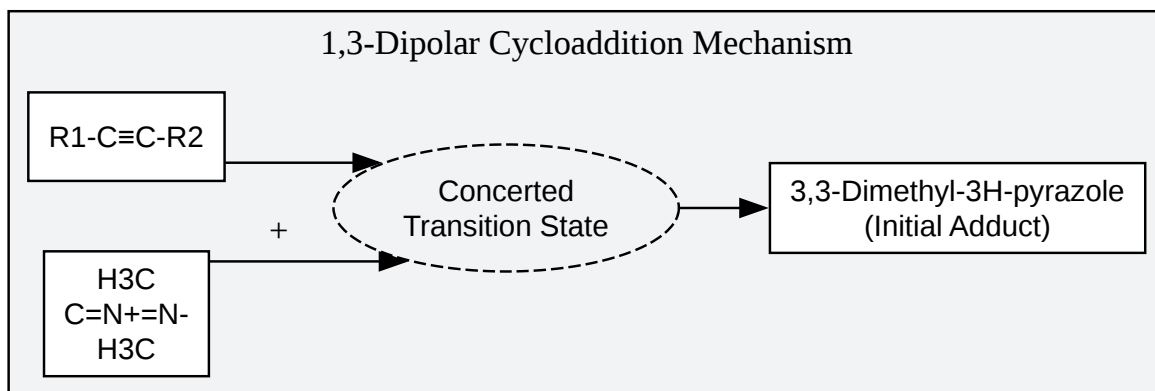 1,3-Dipolar Cycloaddition Mechanism
R1-C≡C-R2
+
H3C
C=N+=N-
H3C
Concerted
Transition State
3,3-Dimethyl-3H-pyrazole
(Initial Adduct)